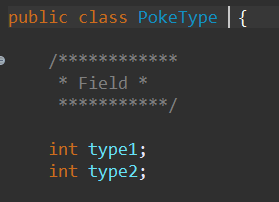 public class PokeType {
/************
* Field *
***********/
int type1;
int type2;